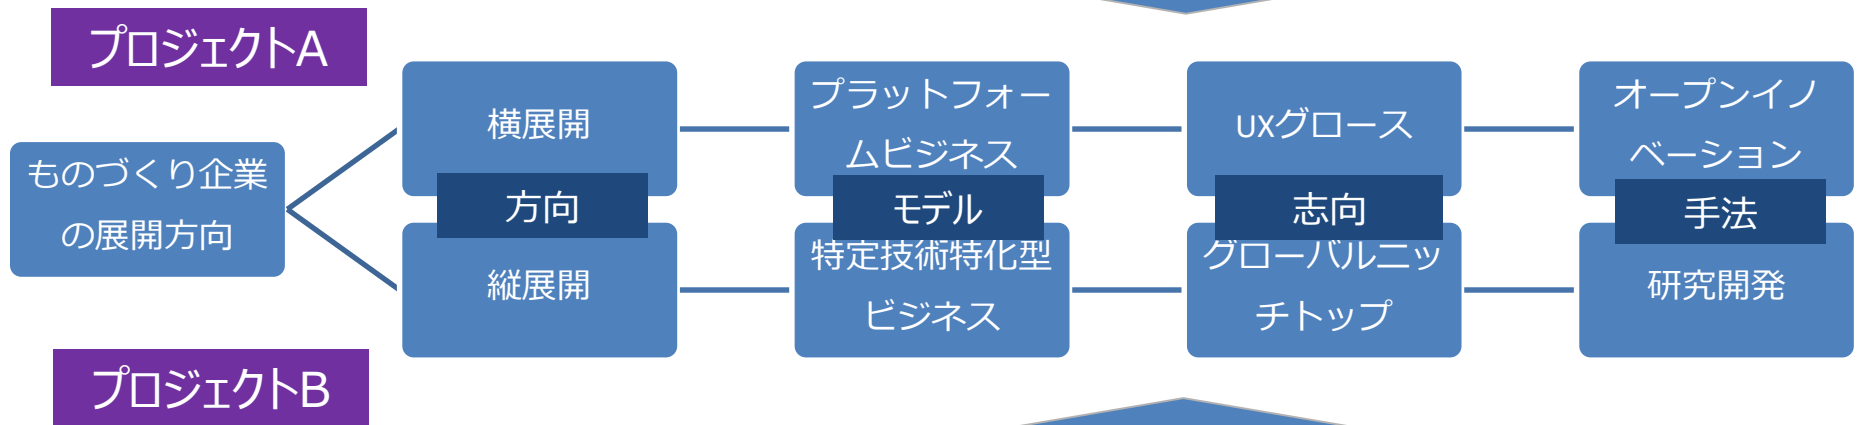 プロジェクトA
ものづくり企業
の展開方向
横展開
プラットフォー
ムビジネス
UXグロース
オープンイノ
ベーション
方向
モデル
志向
手法
縦展開
特定技術特化型
ビジネス
グローバルニッ
チトップ
研究開発
プロジェクトB